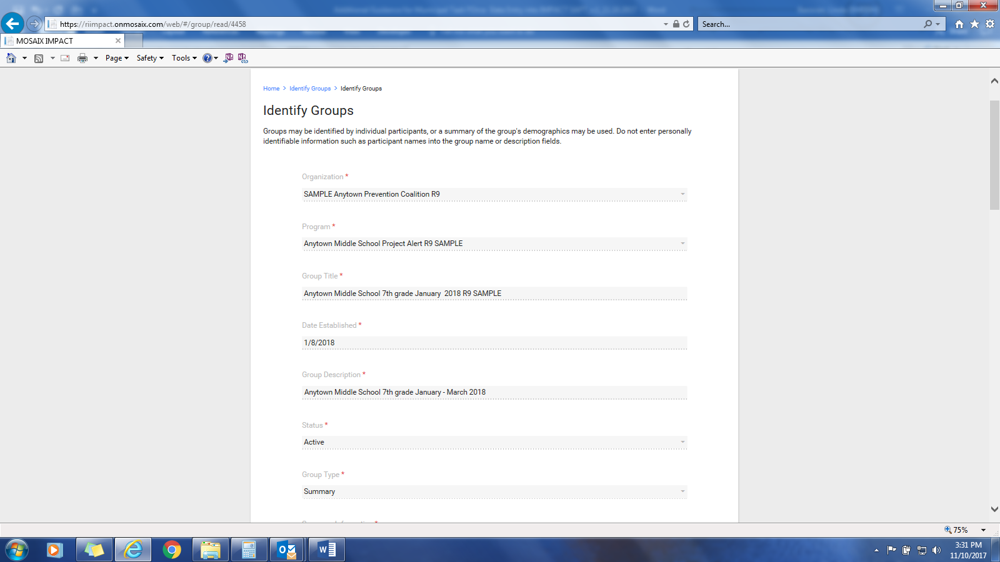 https://riimpact.onmosaix.com/web/#/group/read/4458
Search...
MOSAIX IMPACT
Page
Safety
Tools
Home > Identify Groups > Identify Groups
Identify Groups
Groups may be identified by individual participants, or a summary of the group's demographics may be used. Do not enter personally
identifiable information such as participant names into the group name or description fields.
Organization *
SAMPLE Anytown Prevention Coalition R9
Program *
Anytown Middle School Project Alert R9 SAMPLE
Group Title *
Anytown Middle School 7th grade January  2018 R9 SAMPLE
Date Established *
1/8/2018
Group Description *
Anytown Middle School 7th grade January - March 2018
Status *
Active
Group Type *
Summary
75%
3:31 PM
11/10/2017